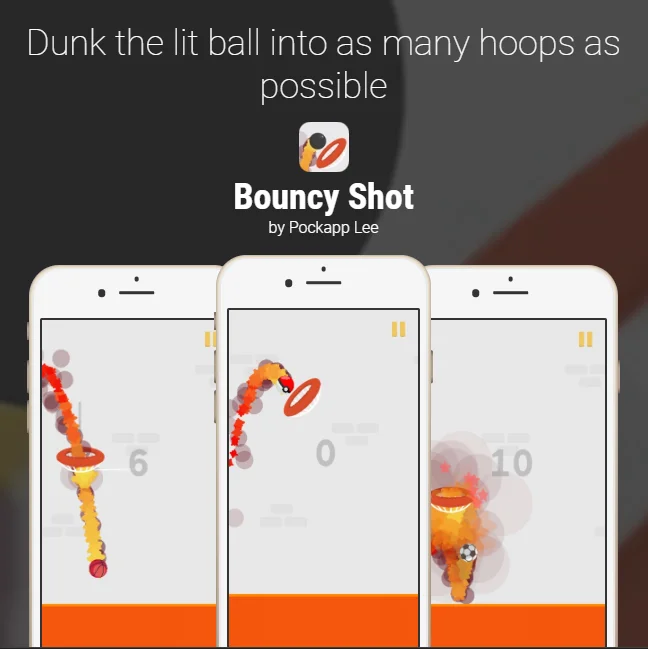 Dunk the lit ball into as many hoops as
possible
Bouncy Shot
by Pockapp Lee
6
0
10